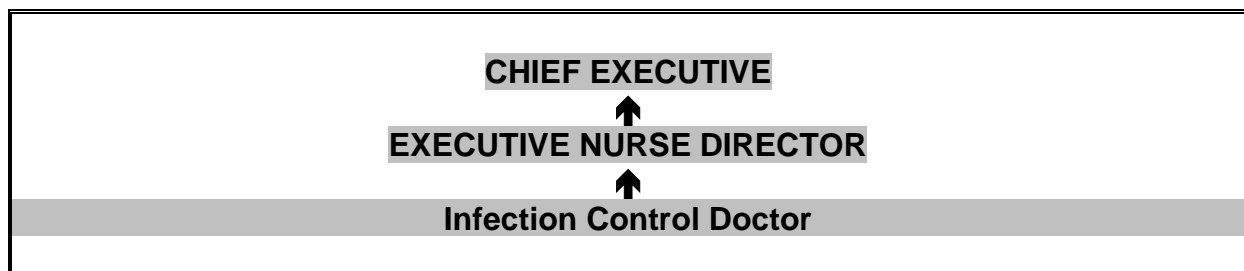 CHIEF EXECUTIVE
EXECUTIVE NURSE DIRECTOR
Infection Control Doctor